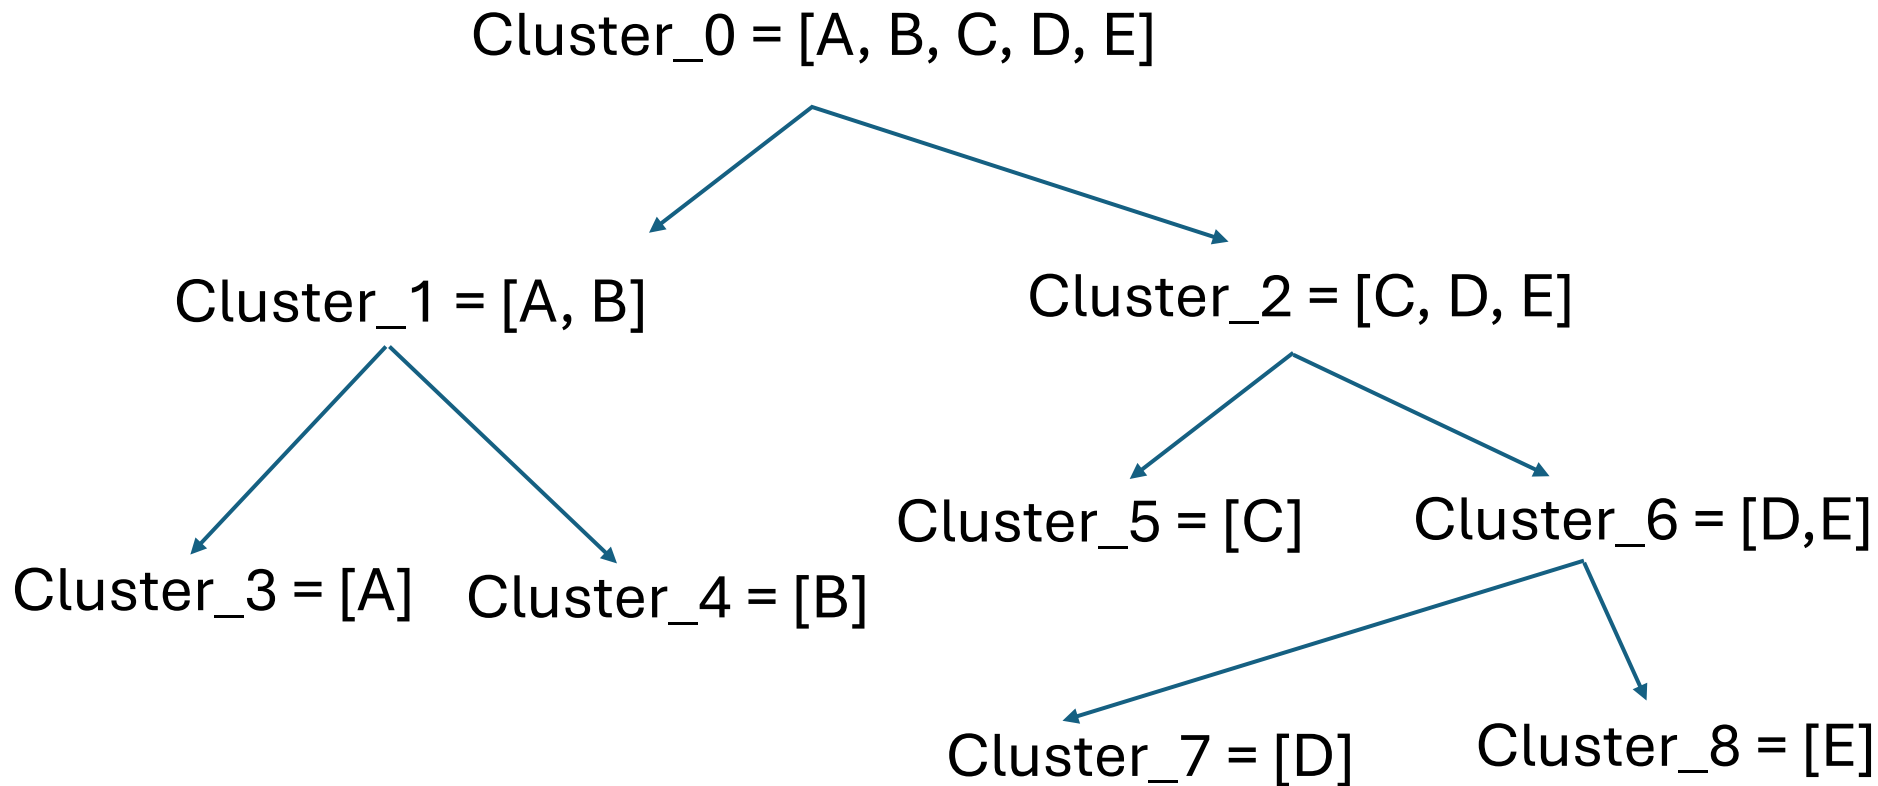 Cluster_0 = [A, B, C, D, E]
Cluster_1 = [A, B]
Cluster_2 = [C, D, E]
Cluster_3 = [A]
Cluster_4 = [B]
Cluster_5 = [C]
Cluster_6 = [D,E]
Cluster_7 = [D]
Cluster_8 = [E]